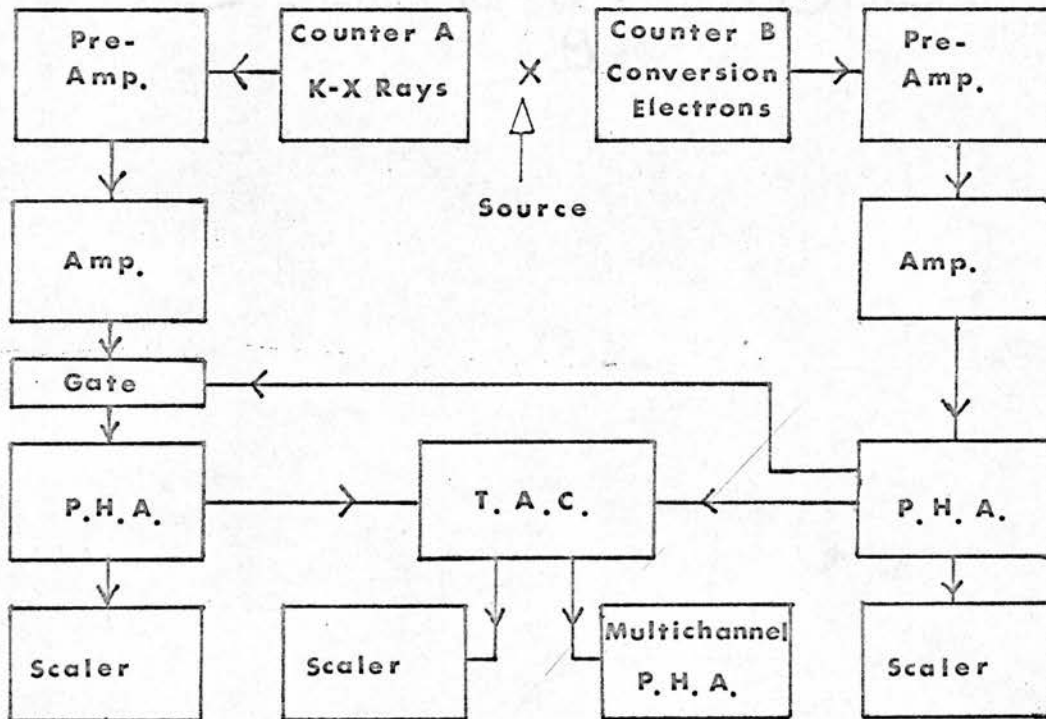 Pre-
Amp.
Counter A
K-X Rays
X
Counter B
Conversion
Electrons
Pre-
Amp.
Source
Amp.
Amp.
Gate
P.H.A.
T. A. C.
P. H. A.
Scaler
Scaler
Multichannel
P. H. A.
Scaler